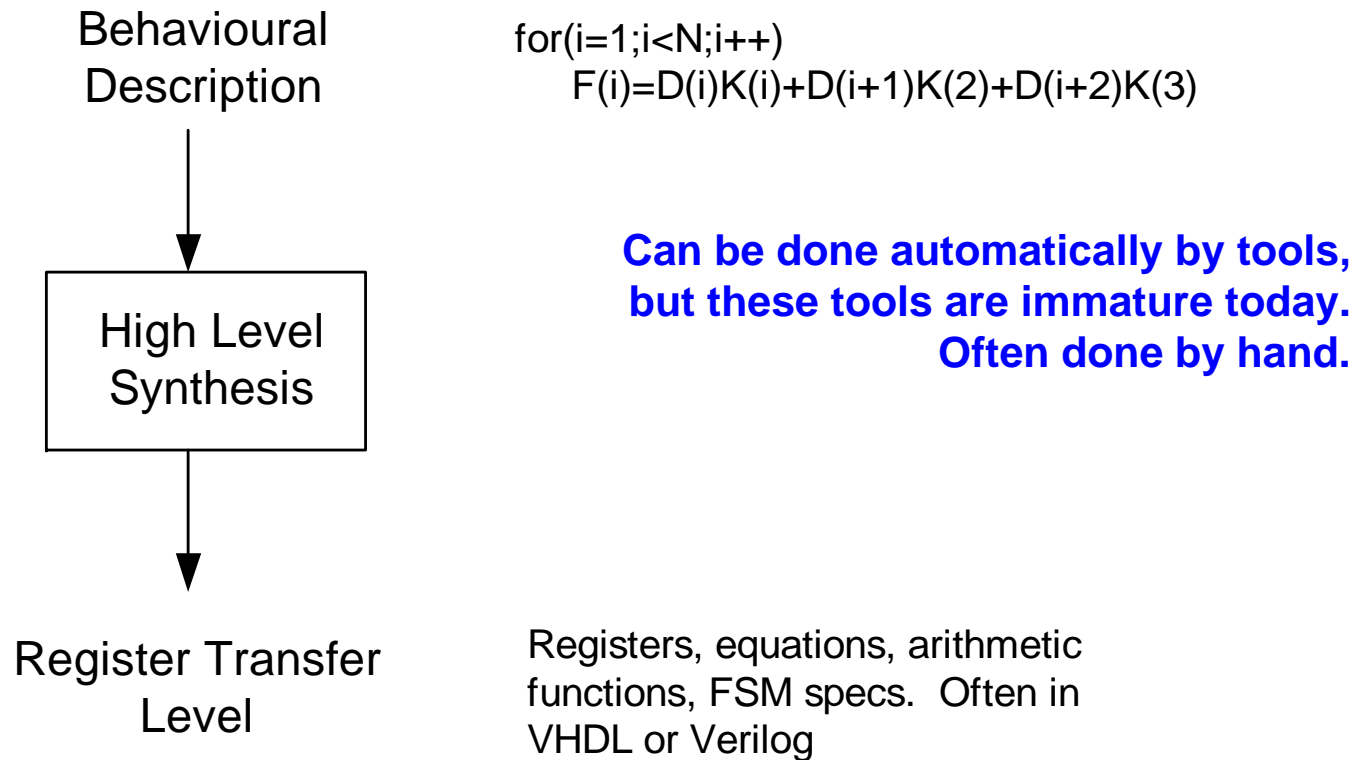 Behavioural
Description
for(i=1;i<N;i++)
F(i)=D(i)K(i)+D(i+1)K(2)+D(i+2)K(3)
Can be done automatically by tools,
but these tools are immature today.
Often done by hand.
High Level
Synthesis
Register Transfer
Level
Registers, equations, arithmetic
functions, FSM specs. Often in
VHDL or Verilog